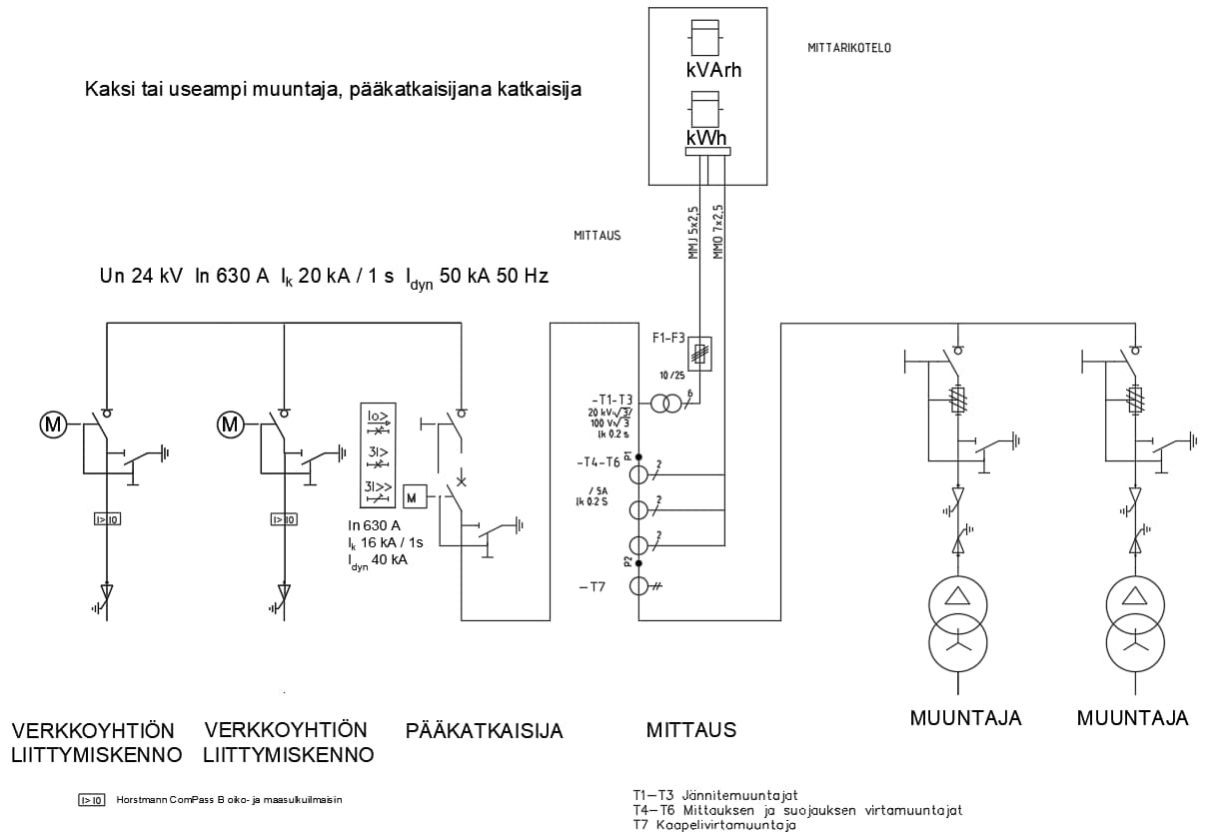 MITTARIKOTELO
kVArh
Kaksi tai useampi muuntaja, pääkatkaisijana katkaisija
kWh
MMJ 5x2,5
MMO 7x2,5
MITTAUS
Un 24 kV In 630 A Ik 20 kA / 1 s Idyn 50 kA 50 Hz
F1-F3
10/25
-T1-T3
20 kV:√3/
100 V:√3
Ik 0.2 s
6
M
M
Io>
3I>
3I>>
M
In 630 A
Ik 16 kA / 1s
Idyn 40 kA
I> I0
I> I0
P1
-T4-T6
2
/ 5A
Ik 0.2 S
2
2
P2
-T7
VERKKOYHTIÖN
LIITTYMISKENNO
VERKKOYHTIÖN
LIITTYMISKENNO
PÄÄKATKAISIJA
MITTAUS
MUUNTAJA
MUUNTAJA
I> I0 Horstmann ComPass B oiko- ja maasulkuilmaisin
T1-T3 Jännitemuuntajat
T4-T6 Mittauksen ja suojauksen virtamuuntajat
T7 Kaapelivirtamuuntaja